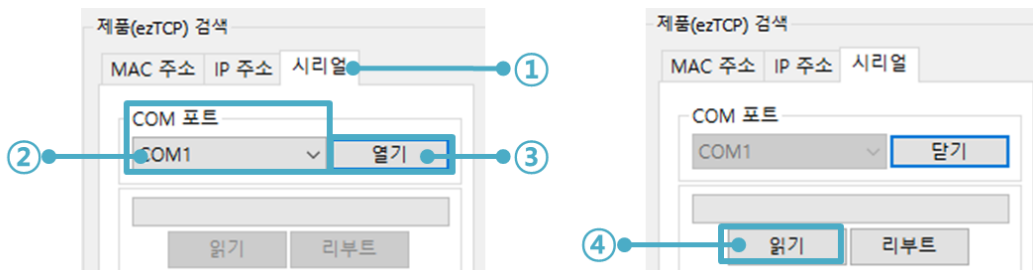 제품(ezTCP) 검색
MAC 주소 IP 주소 시리얼
①
COM 포트
② COM1 열기 ③
읽기 리부트
제품(ezTCP) 검색
MAC 주소 IP 주소 시리얼
COM 포트
COM1 닫기
④ 읽기 리부트